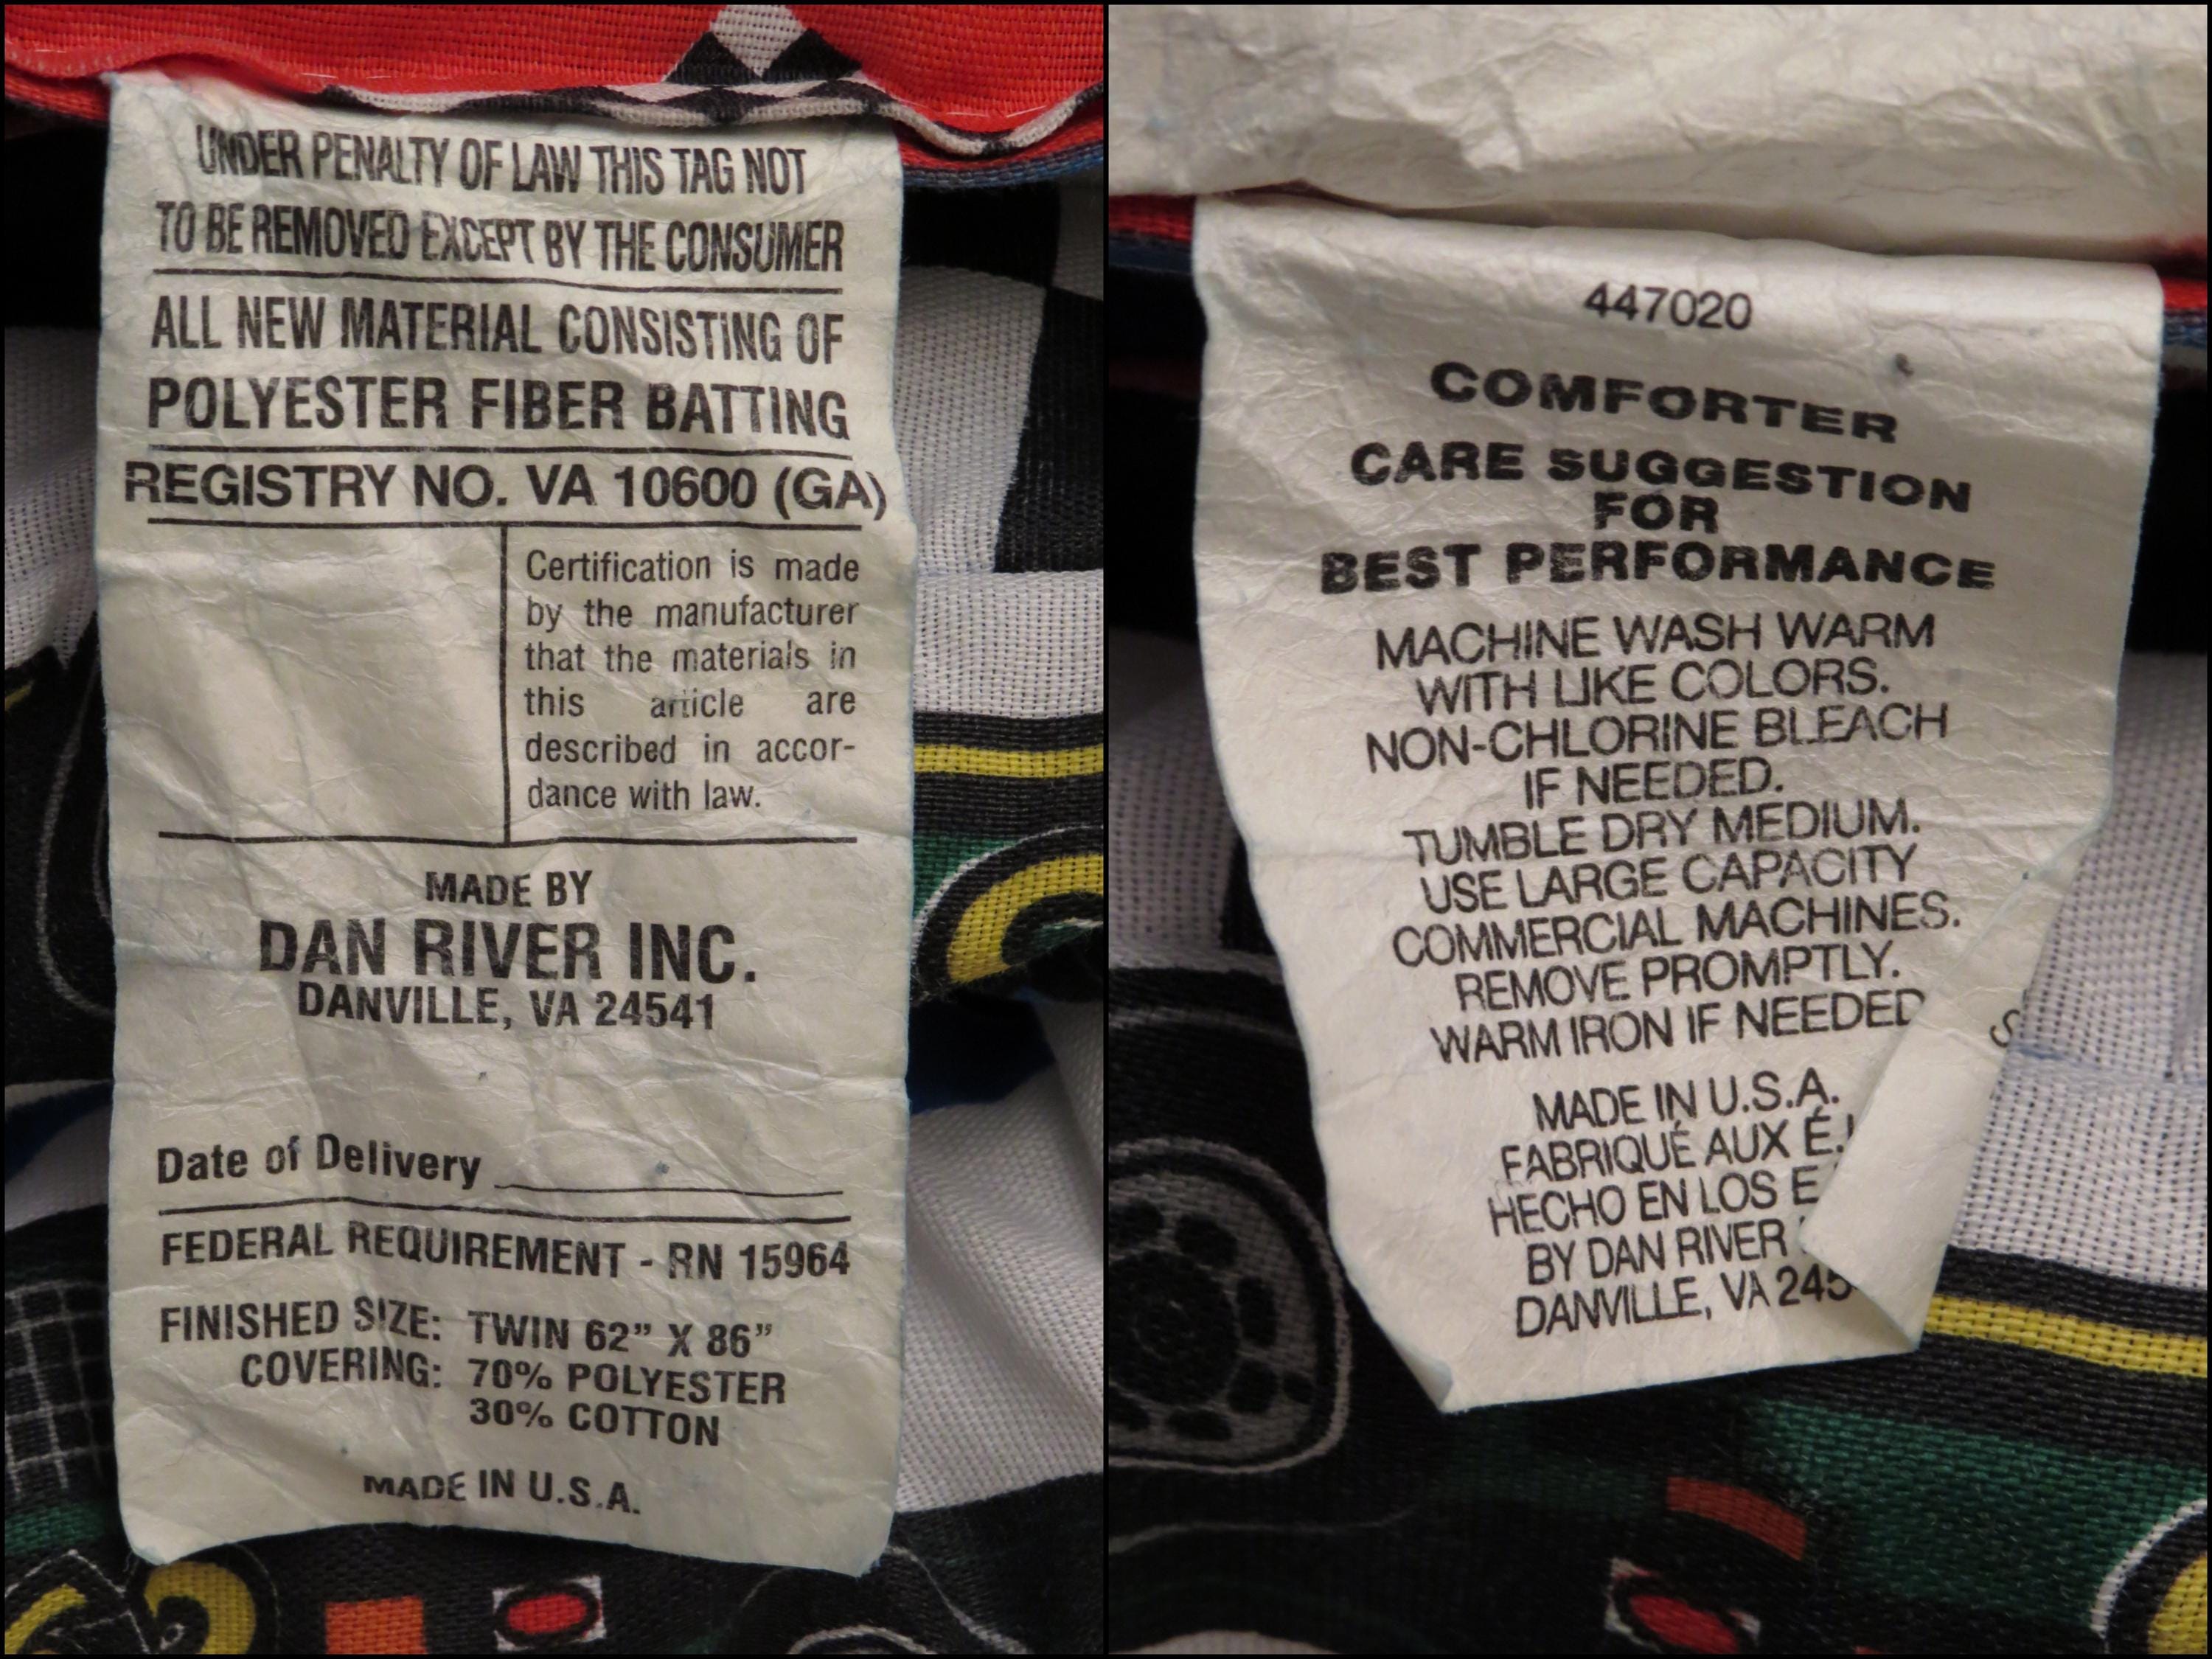 UNDER PENALTY OF LAW THIS TAG NOT
TO BE REMOVED EXCEPT BY THE CONSUMER
ALL NEW MATERIAL CONSISTING OF
POLYESTER FIBER BATTING
REGISTRY NO. VA 10600 (GA)
Certification is made
by the manufacturer
that the materials in
this article are
described in accor-
dance with law.
MADE BY
DAN RIVER INC.
DANVILLE, VA 24541
Date of Delivery
FEDERAL REQUIREMENT - RN 15964
FINISHED SIZE: TWIN 62” X 86”
COVERING: 70% POLYESTER
30% COTTON
MADE IN U.S.A.
447020
COMFORTER
CARE SUGGESTION
FOR
BEST PERFORMANCE
MACHINE WASH WARM
WITH LIKE COLORS.
NON-CHLORINE BLEACH
IF NEEDED.
TUMBLE DRY MEDIUM.
USE LARGE CAPACITY
COMMERCIAL MACHINES.
REMOVE PROMPTLY.
WARM IRON IF NEEDED
MADE IN U.S.A.
FABRIQUÉ AUX É.
HECHO EN LOS E
BY DAN RIVER
DANVILLE, VA 245